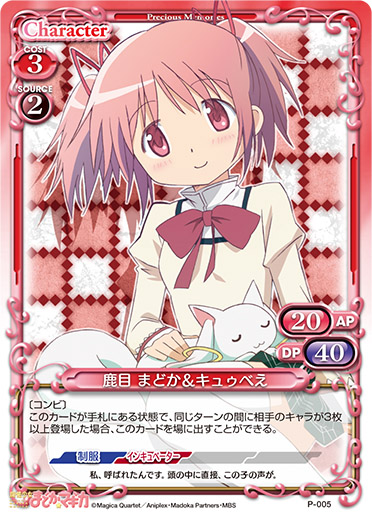 Precious Memories
Character
COST
3
SOURCE
2
20 AP
DP 40
鹿目 まどか&キュゥべえ
［コンビ］
このカードが手札にある状態で、同じターンの間に相手のキャラが3枚
以上登場した場合、このカードを場に出すことができる。
制服 インキュベーター
私、呼ばれたんです。頭の中に直接、この子の声が。
まどか☆マギカ
©Magica Quartet／Aniplex・Madoka Partners・MBS
P-005